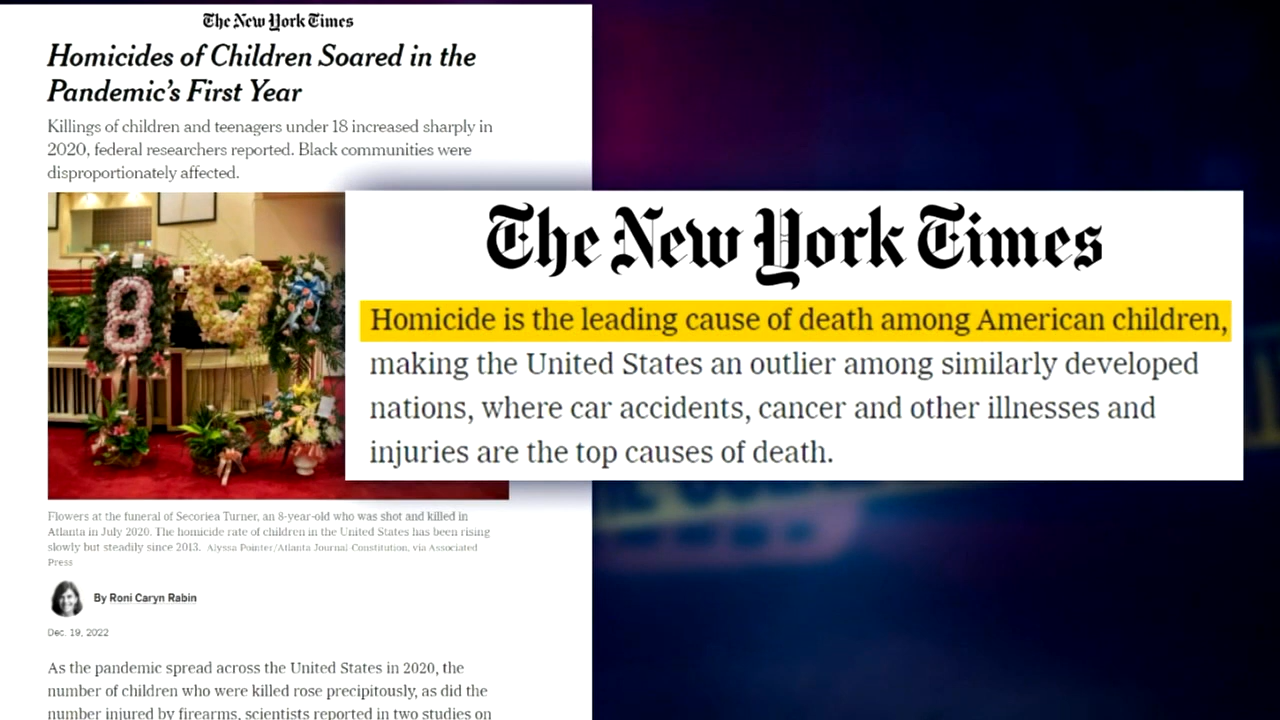 The New York Times
Homicides of Children Soared in the
Pandemic's First Year
Killings of children and teenagers under 18 increased sharply in
2020, federal researchers reported. Black communities were
disproportionately affected.
8
The New York Times
Homicide is the leading cause of death among American children,
making the United States an outlier among similarly developed
nations, where car accidents, cancer and other illnesses and
injuries are the top causes of death.
Flowers at the funeral of Secoriea Turner, an 8-year-old who was shot and killed in
Atlanta in July 2020. The homicide rate of children in the United States has been rising
slowly but steadily since 2013. Alyssa Pointer/Atlanta Journal Constitution, via Associated
Press
By Roni Caryn Rabin
Dec. 19, 2022
As the pandemic spread across the United States in 2020, the
number of children who were killed rose precipitously, as did the
number injured by firearms, scientists reported in two studies on